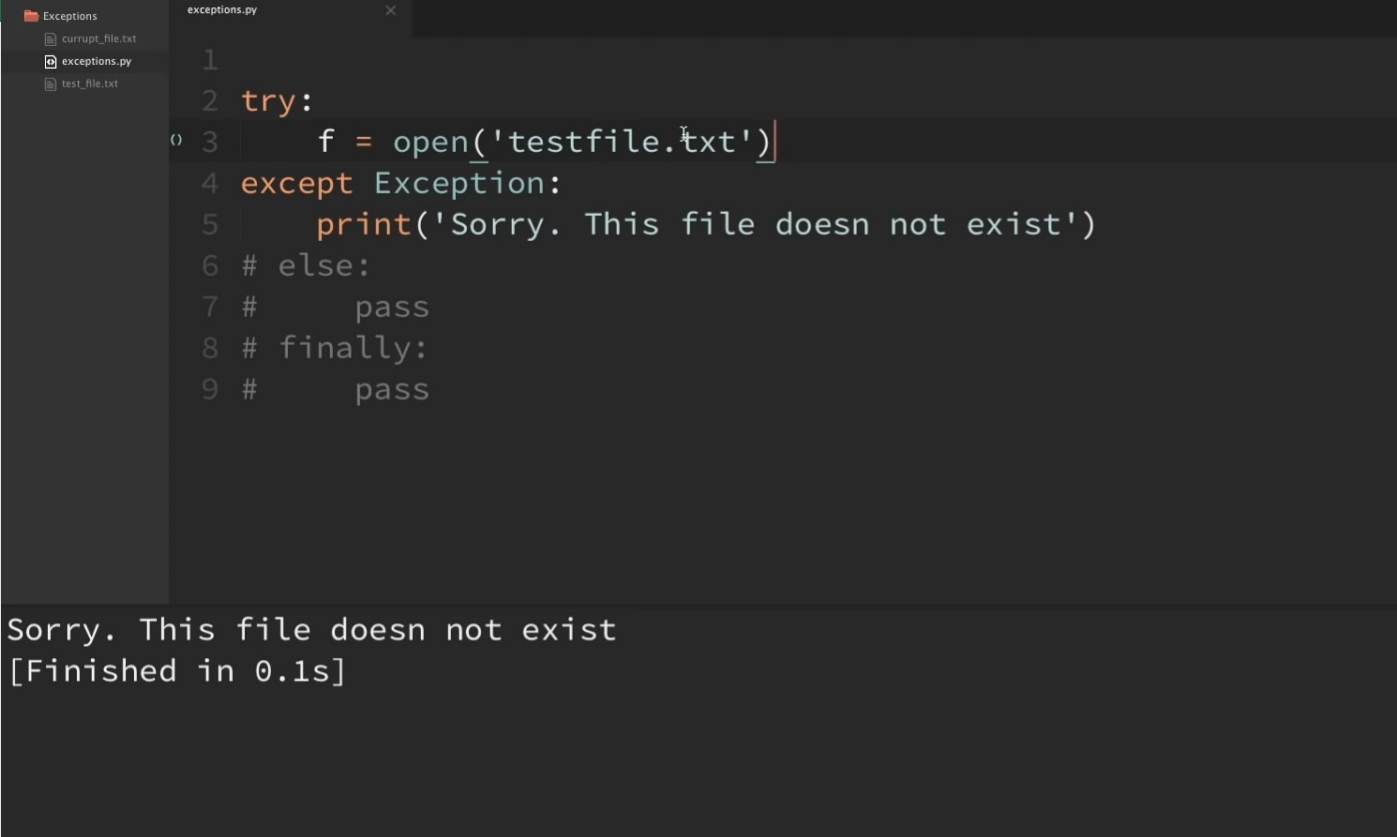 Exceptions
currupt_file.txt
exceptions.py
test_file.txt
exceptions.py
1
2 try:
3     f = open('testfile.txt')
4 except Exception:
5     print('Sorry. This file doesn not exist')
6 # else:
7 #     pass
8 # finally:
9 #     pass
Sorry. This file doesn not exist
[Finished in 0.1s]